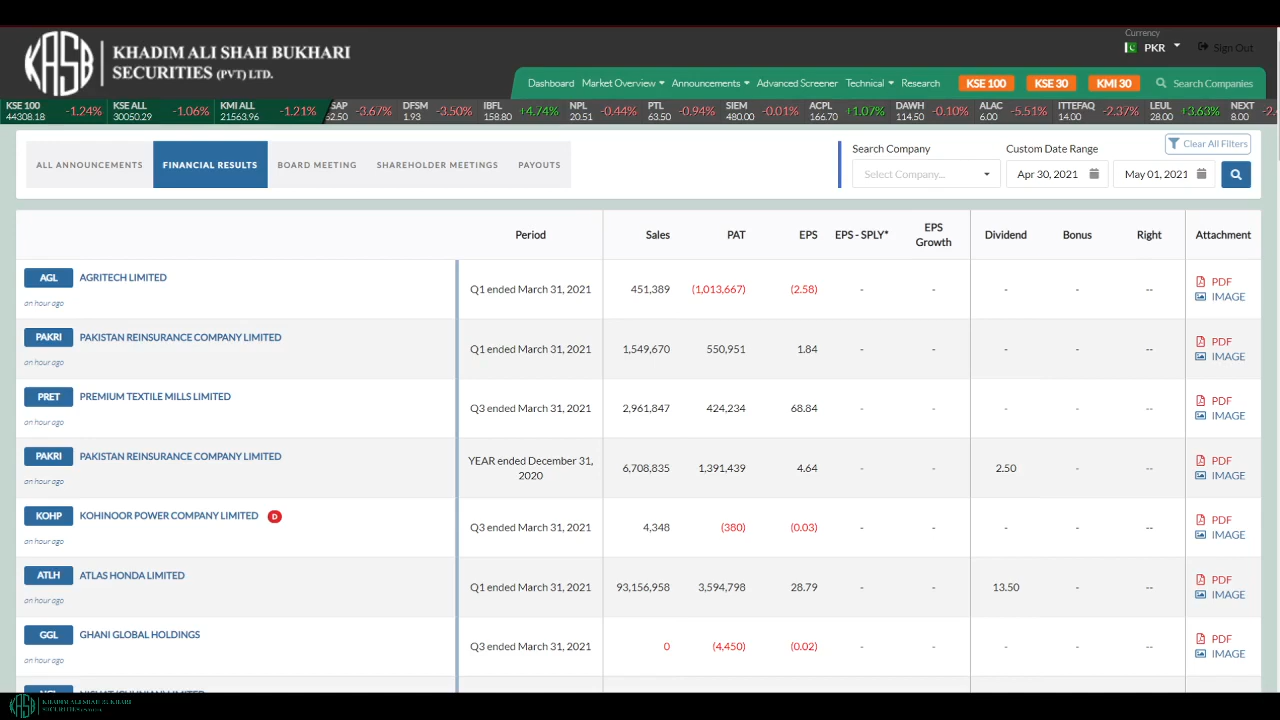 Currency
KASB KHADIM ALI SHAH BUKHARI
SECURITIES (PVT) LTD.
PKR Sign Out
Dashboard Market Overview Announcements Advanced Screener Technical Research KSE 100 KSE 30 KMI 30 Search Companies
KSE 100 44308.18 -1.24% KSE ALL 30050.29 -1.06% KMI ALL 21563.96 -1.21% SAP 52.50 -3.67% DFSM 1.93 -3.50% IBFL 158.80 +4.74% NPL 20.51 -0.44% PTL 63.50 -0.94% SIEM 480.00 -0.01% ACPL 166.70 +1.07% DAWH 114.50 -0.10% ALAC 6.00 -5.51% ITTEFAQ 14.00 -2.37% LEUL 28.00 +3.63% NEXT 8.00 -2.
ALL ANNOUNCEMENTS FINANCIAL RESULTS BOARD MEETING SHAREHOLDER MEETINGS PAYOUTS
Search Company Custom Date Range Clear All Filters
Select Company... Apr 30, 2021 May 01, 2021
Period Sales PAT EPS EPS - SPLY* EPS Growth Dividend Bonus Right Attachment
AGL AGRITECH LIMITED
an hour ago
Q1 ended March 31, 2021 451,389 (1,013,667) (2.58) - - - - -- PDF
IMAGE
PAKRI PAKISTAN REINSURANCE COMPANY LIMITED
an hour ago
Q1 ended March 31, 2021 1,549,670 550,951 1.84 - - - - -- PDF
IMAGE
PRET PREMIUM TEXTILE MILLS LIMITED
an hour ago
Q3 ended March 31, 2021 2,961,847 424,234 68.84 - - - - -- PDF
IMAGE
PAKRI PAKISTAN REINSURANCE COMPANY LIMITED
an hour ago
YEAR ended December 31, 2020 6,708,835 1,391,439 4.64 - - 2.50 - -- PDF
IMAGE
KOHP KOHINOOR POWER COMPANY LIMITED D
an hour ago
Q3 ended March 31, 2021 4,348 (380) (0.03) - - - - -- PDF
IMAGE
ATLH ATLAS HONDA LIMITED
an hour ago
Q1 ended March 31, 2021 93,156,958 3,594,798 28.79 - - 13.50 - -- PDF
IMAGE
GGL GHANI GLOBAL HOLDINGS
an hour ago
Q3 ended March 31, 2021 0 (4,450) (0.02) - - - - -- PDF
IMAGE
KASB KHADIM ALI SHAH BUKHARI